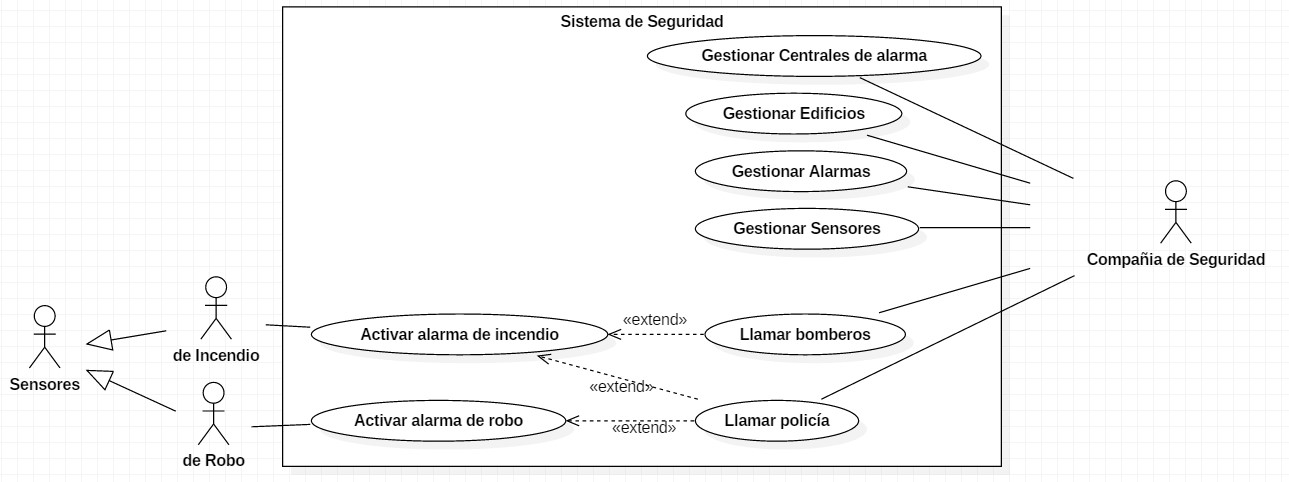 Sistema de Seguridad
Gestionar Centrales de alarma
Gestionar Edificios
Gestionar Alarmas
Gestionar Sensores
Compañia de Seguridad
«extend»
Activar alarma de incendio
Llamar bomberos
de Incendio
Sensores
«extend»
Activar alarma de robo
Llamar policía
«extend»
de Robo